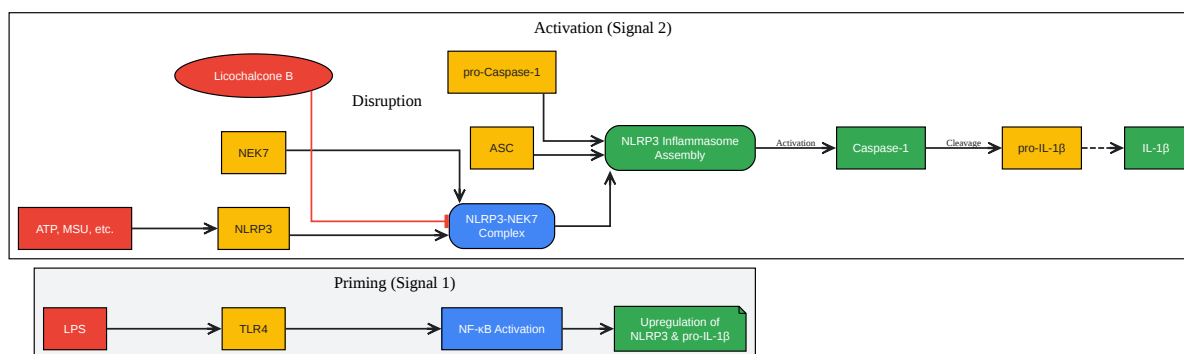 Activation (Signal 2)
Licochalcone B
Disruption
pro-Caspase-1
NEK7
ASC
NLRP3 Inflammasome
Assembly
Activation
Caspase-1
Cleavage
pro-IL-1β
IL-1β
ATP, MSU, etc.
NLRP3
NLRP3-NEK7
Complex
Priming (Signal 1)
LPS
TLR4
NF-κB Activation
Upregulation of
NLRP3 & pro-IL-1β